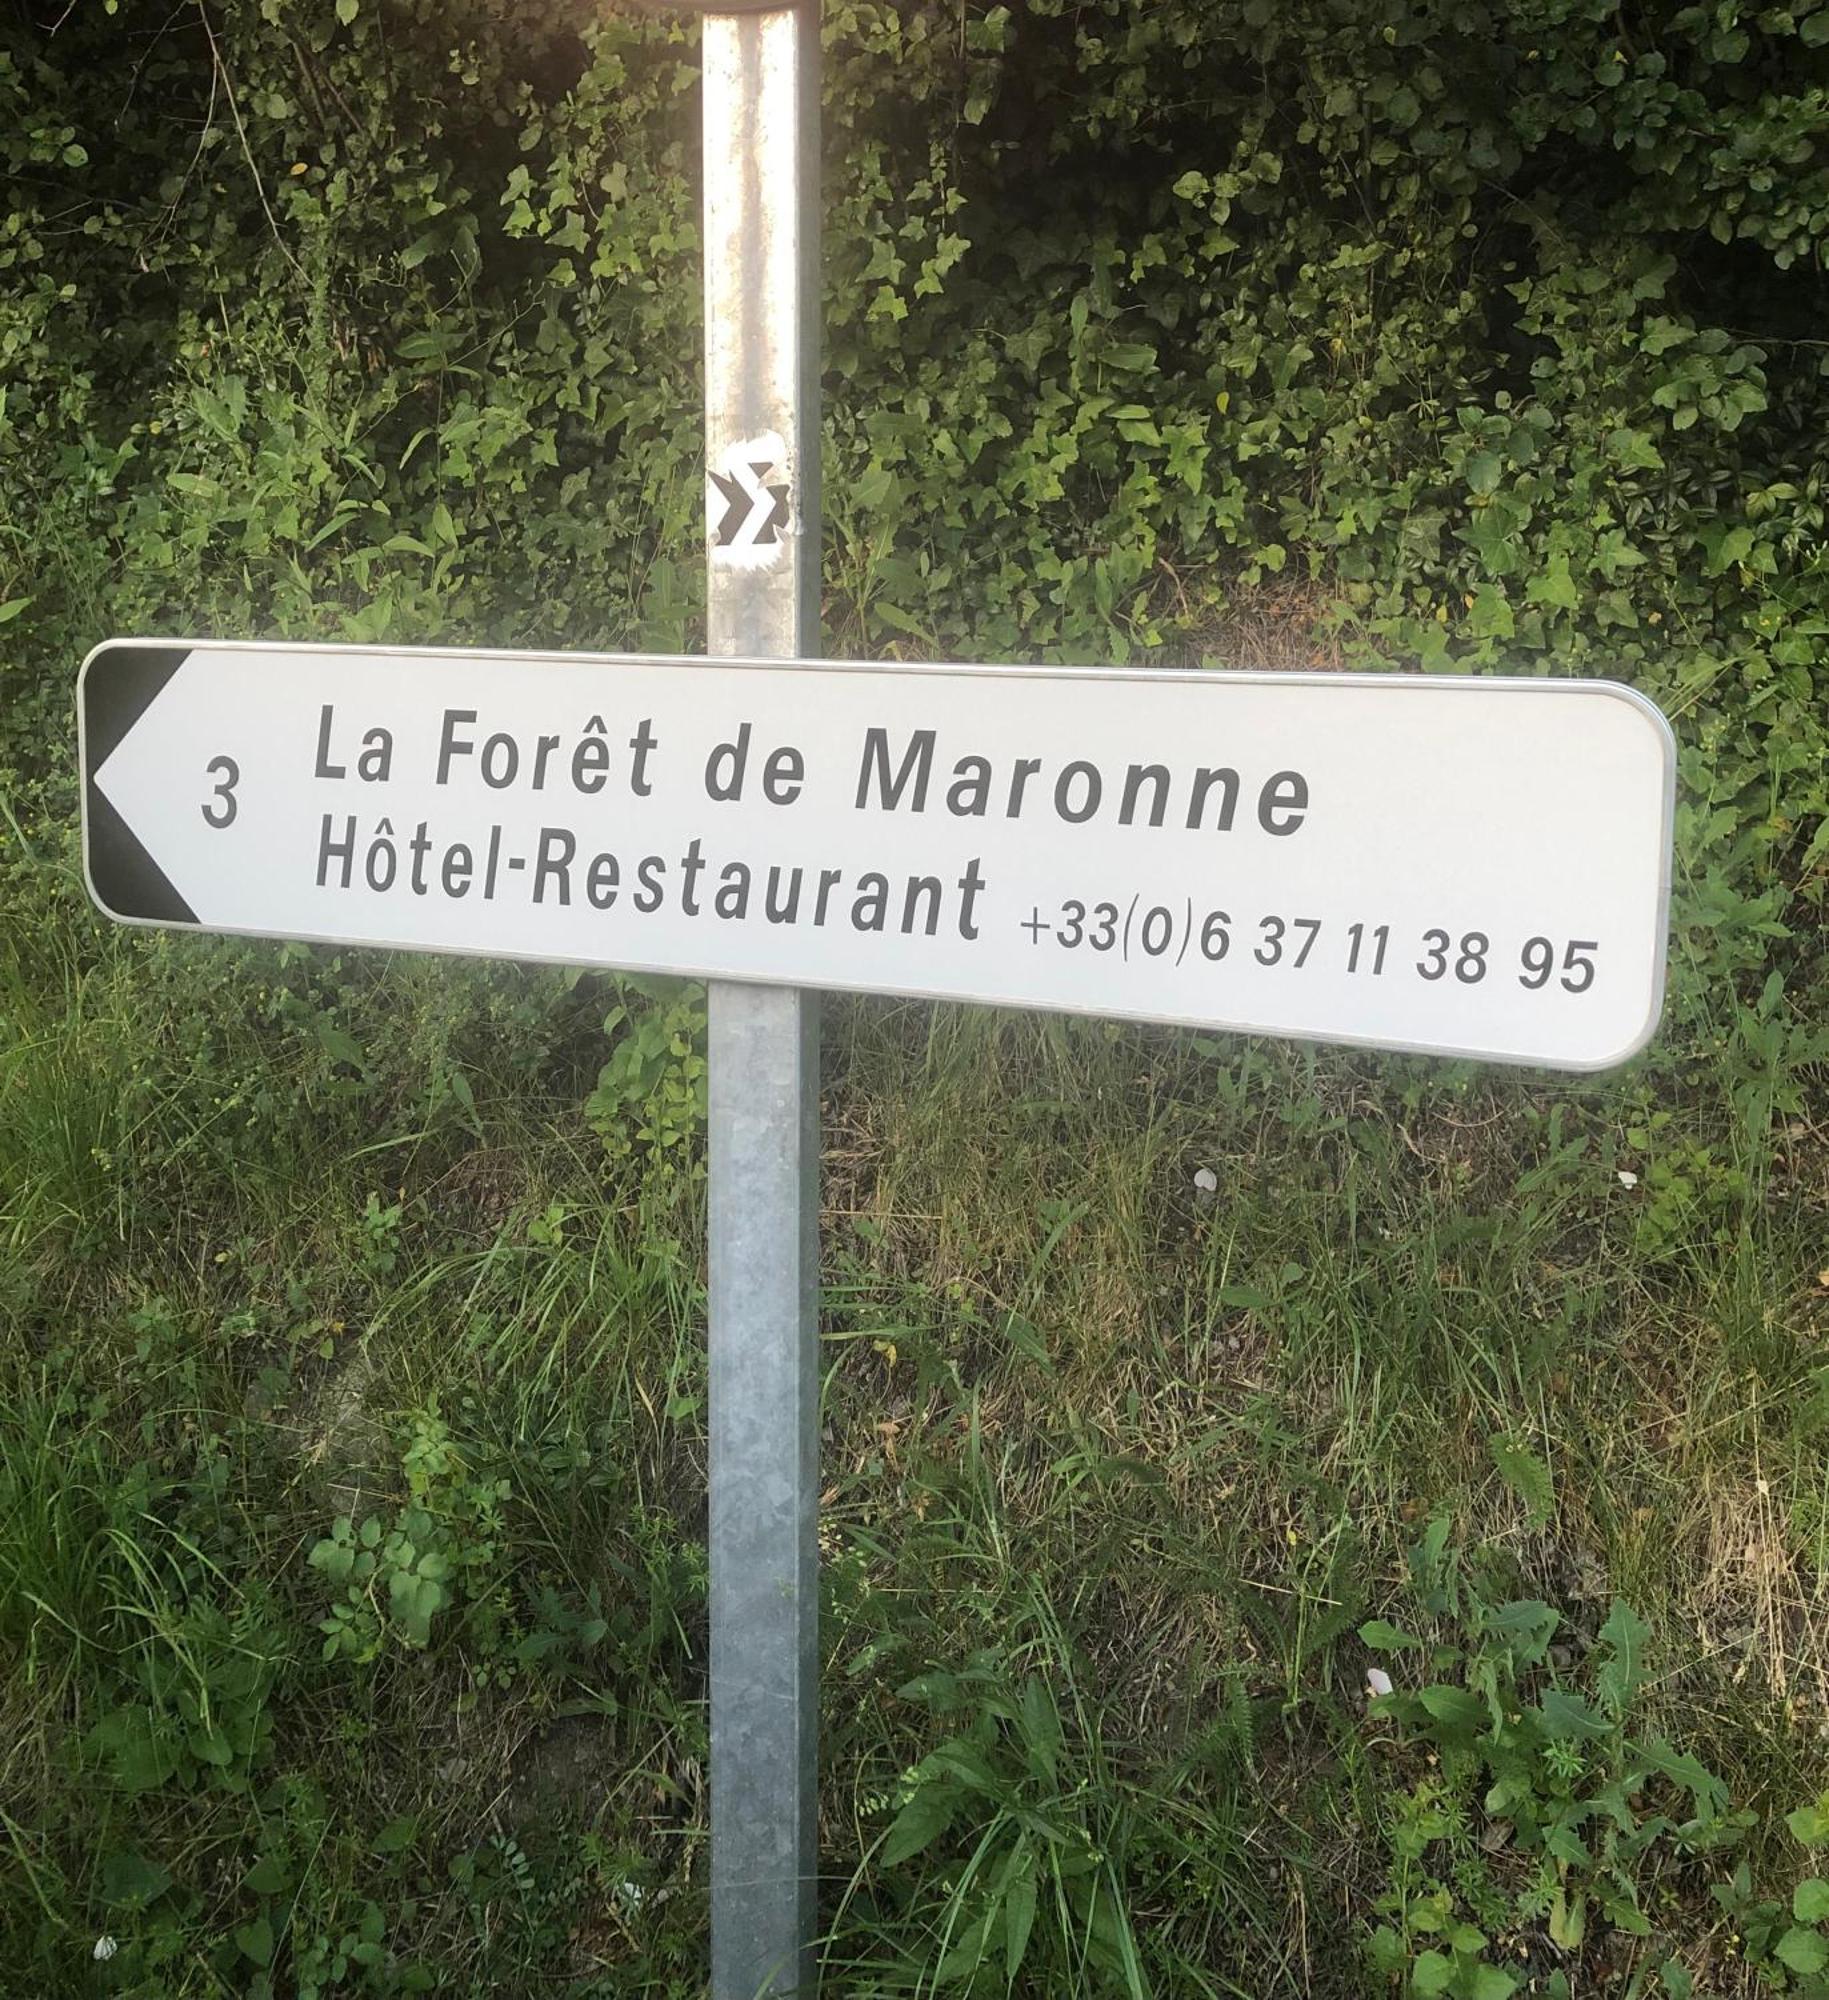 3
La Forêt de Maronne
Hôtel-Restaurant +33(0)6 37 11 38 95